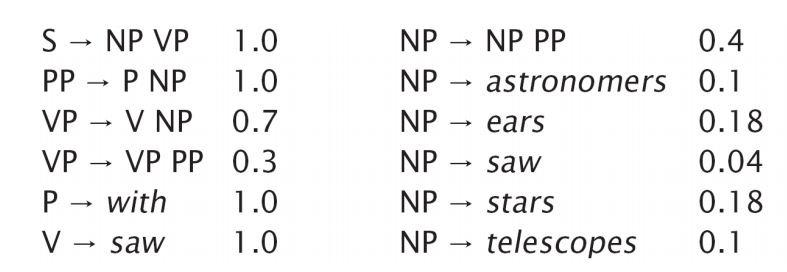 S → NP VP 1.0 NP → NP PP 0.4
PP → P NP 1.0 NP → astronomers 0.1
VP → V NP 0.7 NP → ears 0.18
VP → VP PP 0.3 NP → saw 0.04
P → with 1.0 NP → stars 0.18
V → saw 1.0 NP → telescopes 0.1